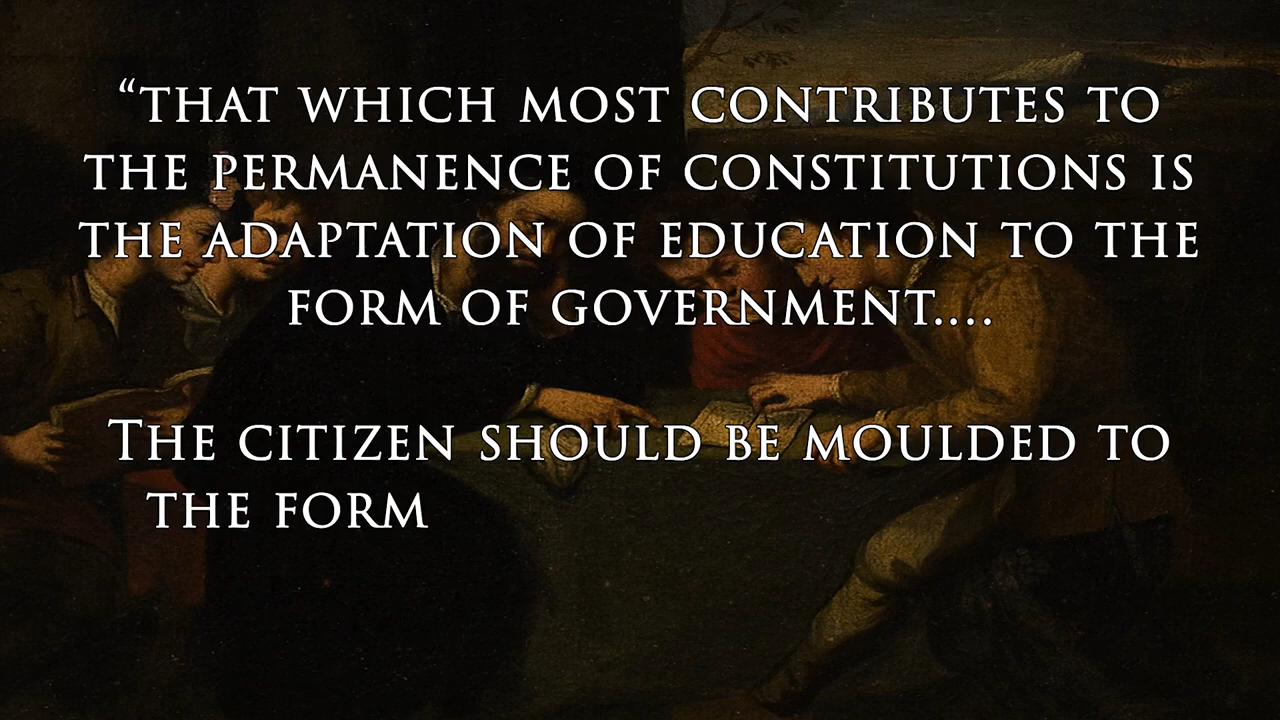 “THAT WHICH MOST CONTRIBUTES TO
THE PERMANENCE OF CONSTITUTIONS IS
THE ADAPTATION OF EDUCATION TO THE
FORM OF GOVERNMENT....
THE CITIZEN SHOULD BE MOULDED TO
THE FORM